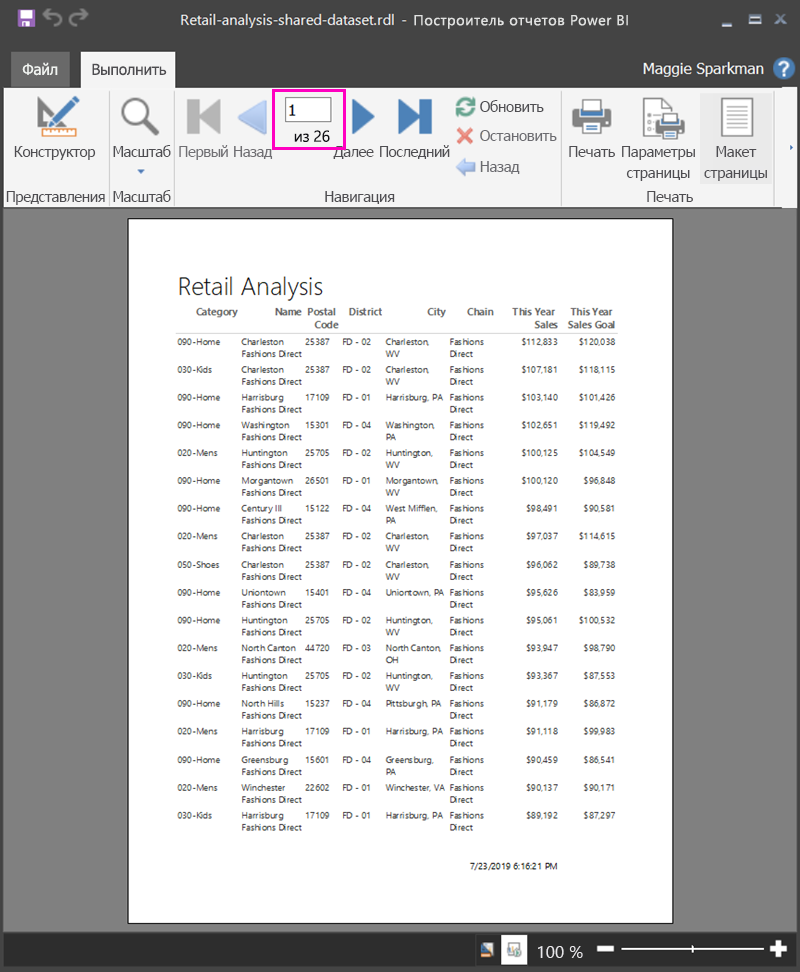 Retail-analysis-shared-dataset.rdl - Построитель отчетов Power BI
Файл Выполнить Maggie Sparkman ?
1
из 26
Обновить
Остановить
Назад
Конструктор Масштаб Первый Назад Далее Последний Печать Параметры страницы Макет страницы
Представления Масштаб Навигация Печать
Retail Analysis
Category Name Postal Code District City Chain This Year Sales This Year Sales Goal
090-Home Charleston 25387 FD - 02 Charleston, Fashions $112,833 $120,038
Fashions Direct WV Direct
030-Kids Charleston 25387 FD - 02 Charleston, Fashions $107,181 $118,115
Fashions Direct WV Direct
090-Home Harrisburg 17109 FD - 01 Harrisburg, PA Fashions $103,140 $101,426
Fashions Direct Direct
090-Home Washington 15301 FD - 04 Washington, Fashions $102,651 $119,492
Fashions Direct PA Direct
020-Mens Huntington 25705 FD - 02 Huntington, Fashions $100,125 $104,549
Fashions Direct WV Direct
090-Home Morgantown 26501 FD - 01 Morgantown, Fashions $100,120 $96,848
Fashions Direct WV Direct
090-Home Century III 15122 FD - 04 West Mifflen, Fashions $98,491 $90,581
Fashions Direct PA Direct
020-Mens Charleston 25387 FD - 02 Charleston, Fashions $97,037 $114,615
Fashions Direct WV Direct
050-Shoes Charleston 25387 FD - 02 Charleston, Fashions $96,062 $89,738
Fashions Direct WV Direct
090-Home Uniontown 15401 FD - 04 Uniontown, PA Fashions $95,626 $83,959
Fashions Direct Direct
090-Home Huntington 25705 FD - 02 Huntington, Fashions $95,061 $100,532
Fashions Direct WV Direct
020-Mens North Canton 44720 FD - 03 North Canton, Fashions $93,947 $98,790
Fashions Direct OH Direct
030-Kids Huntington 25705 FD - 02 Huntington, Fashions $93,367 $87,553
Fashions Direct WV Direct
090-Home North Hills 15237 FD - 04 Pittsburgh, PA Fashions $91,179 $86,872
Fashions Direct Direct
020-Mens Harrisburg 17109 FD - 01 Harrisburg, PA Fashions $91,118 $99,983
Fashions Direct Direct
090-Home Greensburg 15601 FD - 04 Greensburg, Fashions $90,459 $86,541
Fashions Direct PA Direct
020-Mens Winchester 22602 FD - 01 Winchester, VA Fashions $90,137 $90,171
Fashions Direct Direct
030-Kids Harrisburg 17109 FD - 01 Harrisburg, PA Fashions $89,192 $87,297
Fashions Direct Direct
7/23/2019 6:16:21 PM
100 %